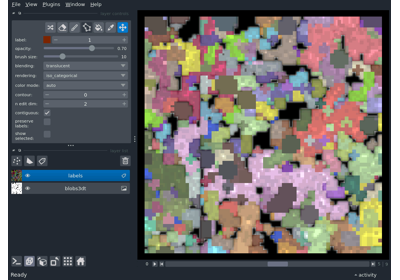 File View Plugins Window Help
label: 1
opacity: 0.70
brush size: 10
blending: translucent
rendering: iso_categorical
color mode: auto
contour: 0
n edit dim: 2
contiguous:
preserve
labels:
show
selected:
labels
blobs3dt
Ready
activity